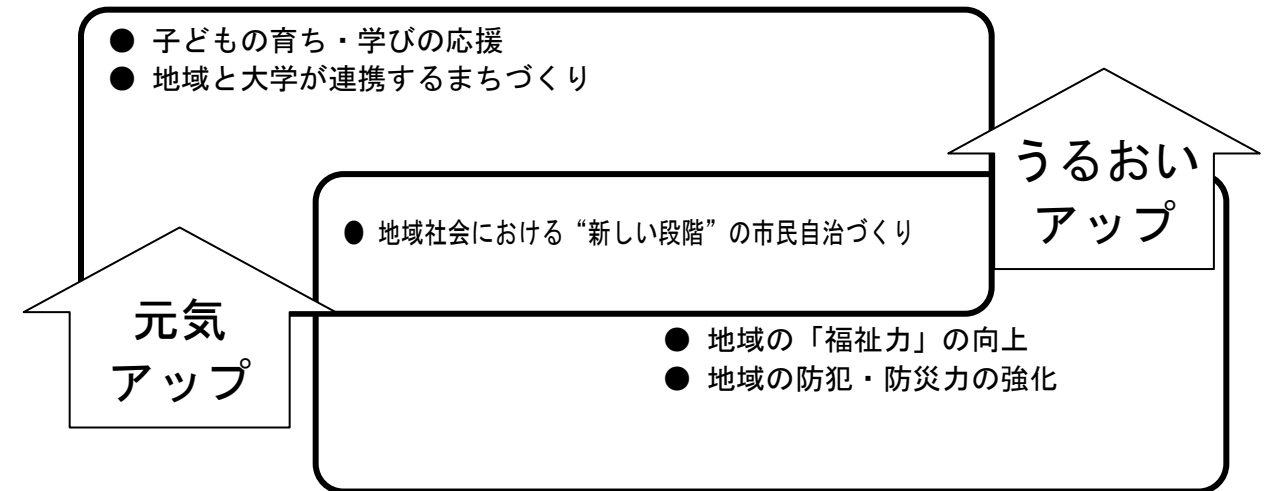 ● 子どもの育ち・学びの応援
● 地域と大学が連携するまちづくり
うるおい
アップ
● 地域社会における“新しい段階”の市民自治づくり
元気
アップ
● 地域の「福祉力」の向上
● 地域の防犯・防災力の強化